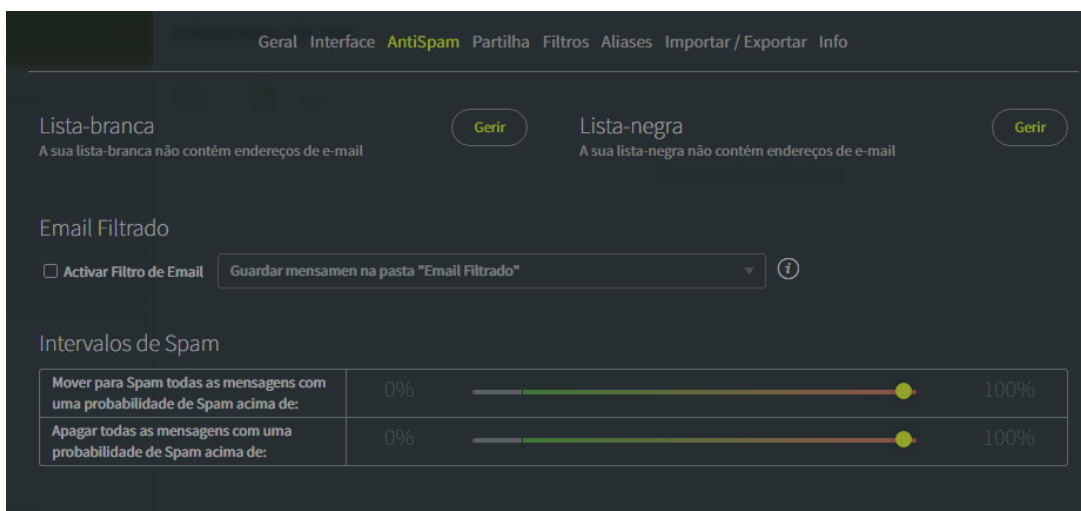 Geral Interface AntiSpam Partilha Filtros Aliases Importar / Exportar Info
Lista-branca
Gerir
A sua lista-branca não contém endereços de e-mail
Lista-negra
Gerir
A sua lista-negra não contém endereços de e-mail
Email Filtrado
Activar Filtro de Email
Guardar mensamen na pasta "Email Filtrado"
i
Intervalos de Spam
Mover para Spam todas as mensagens com
uma probabilidade de Spam acima de:
0%
100%
Apagar todas as mensagens com uma
probabilidade de Spam acima de:
0%
100%